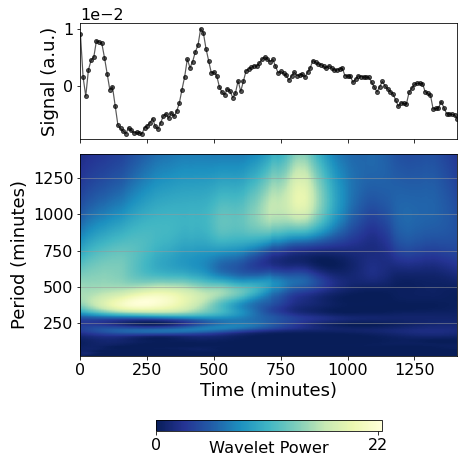 1e−2
1
0
Signal (a.u.)
1250
1000
750
500
250
Period (minutes)
0 250 500 750 1000 1250
Time (minutes)
0 22
Wavelet Power